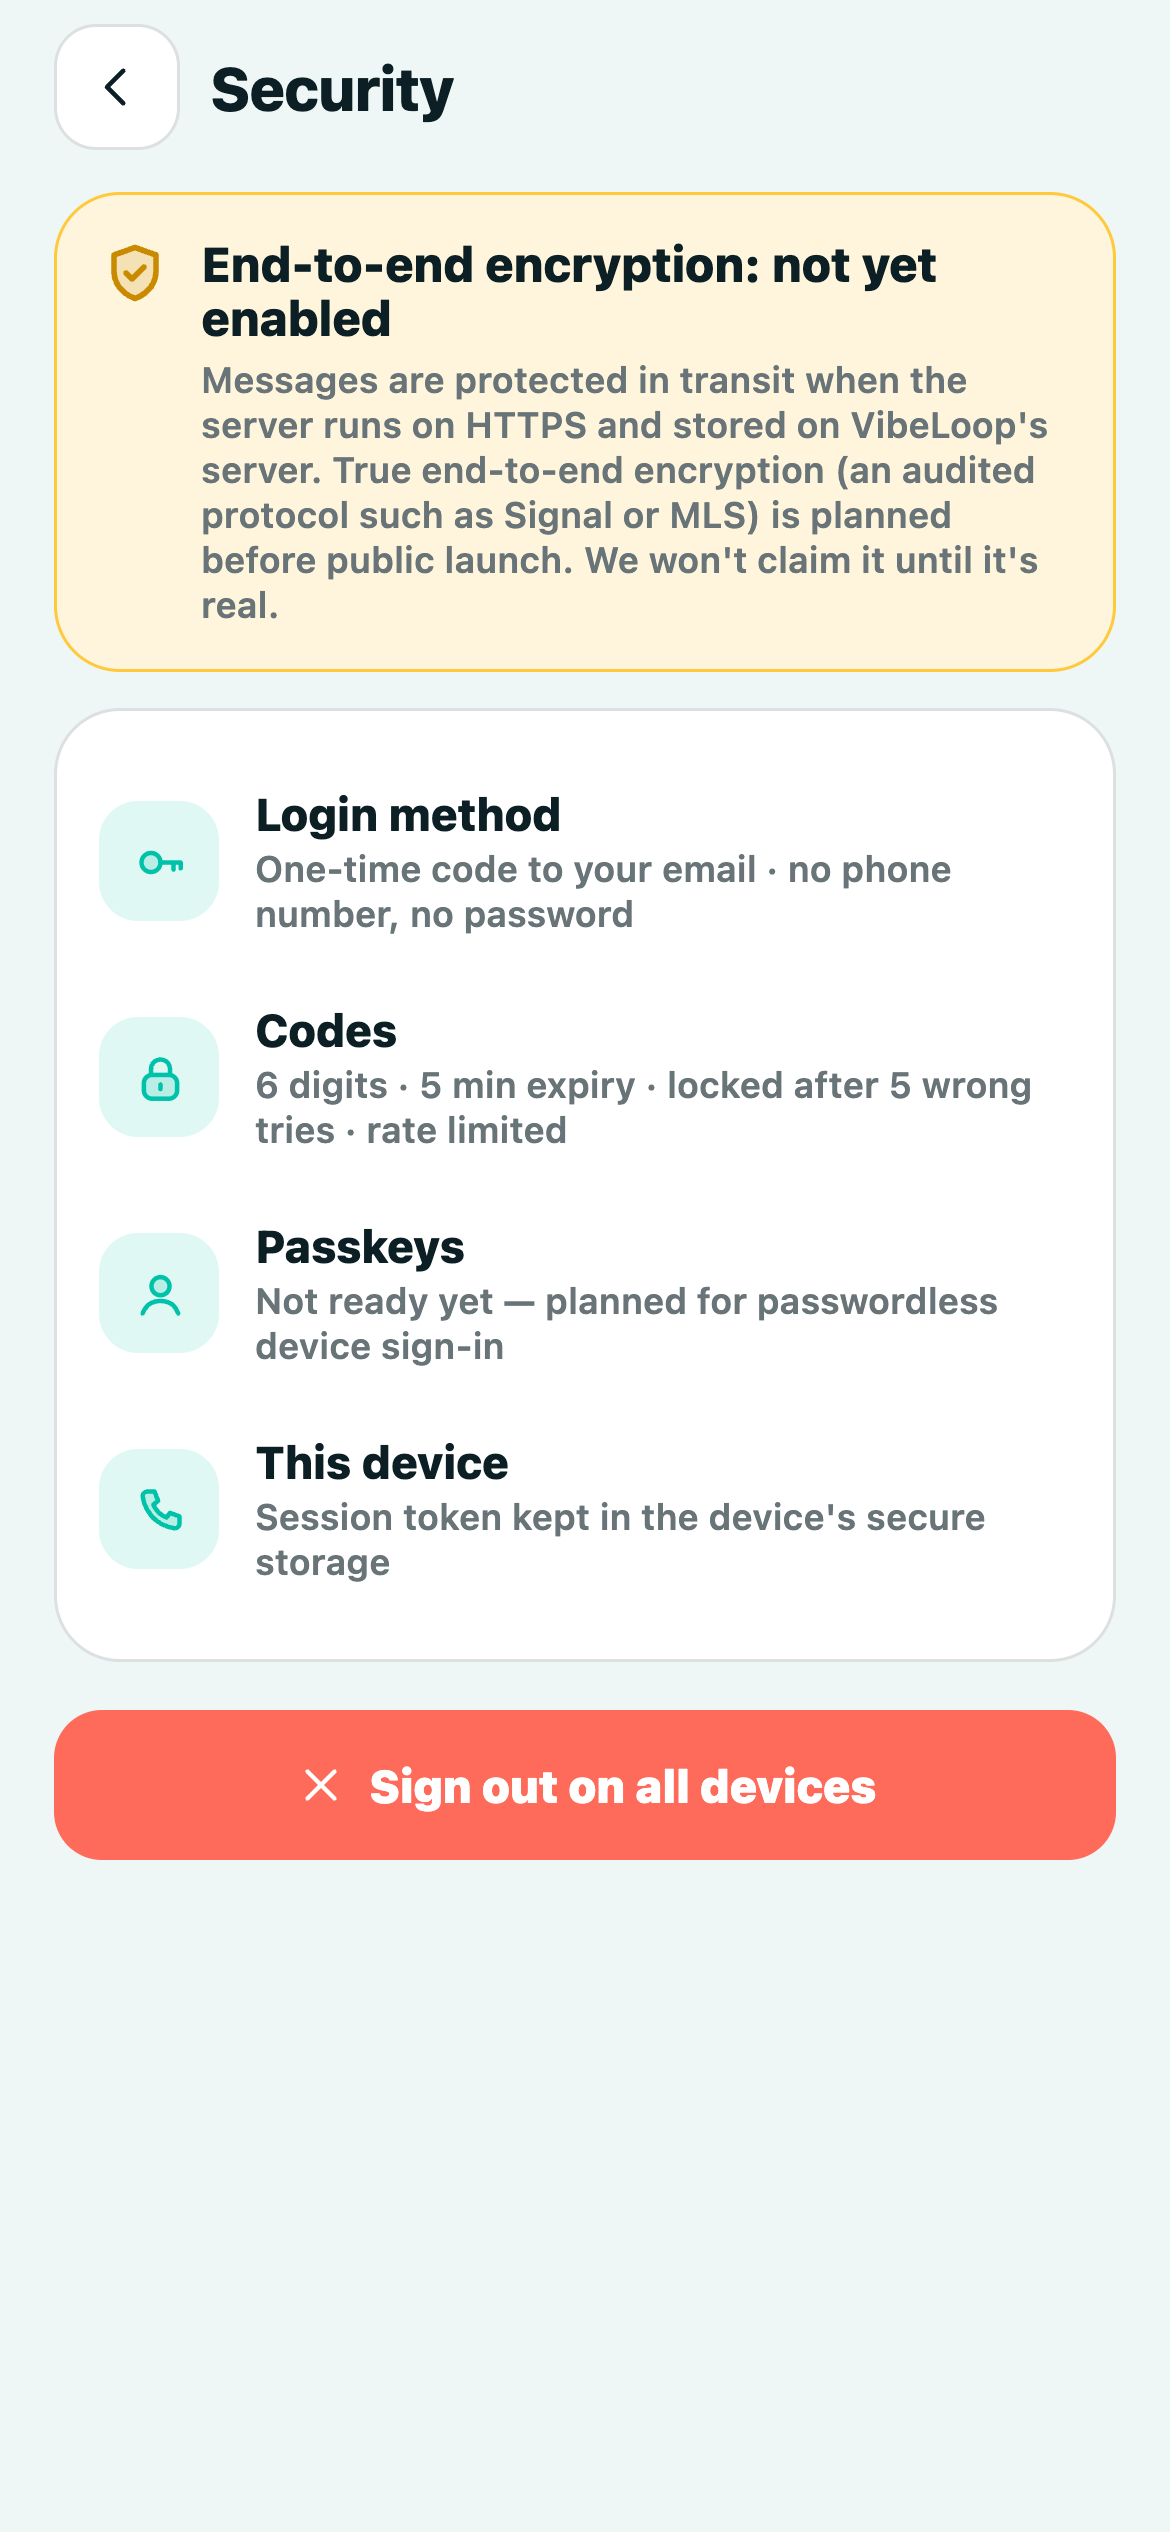 Security
End-to-end encryption: not yet
enabled
Messages are protected in transit when the
server runs on HTTPS and stored on VibeLoop's
server. True end-to-end encryption (an audited
protocol such as Signal or MLS) is planned
before public launch. We won't claim it until it's
real.
Login method
One-time code to your email · no phone
number, no password
Codes
6 digits · 5 min expiry · locked after 5 wrong
tries · rate limited
Passkeys
Not ready yet — planned for passwordless
device sign-in
This device
Session token kept in the device's secure
storage
Sign out on all devices